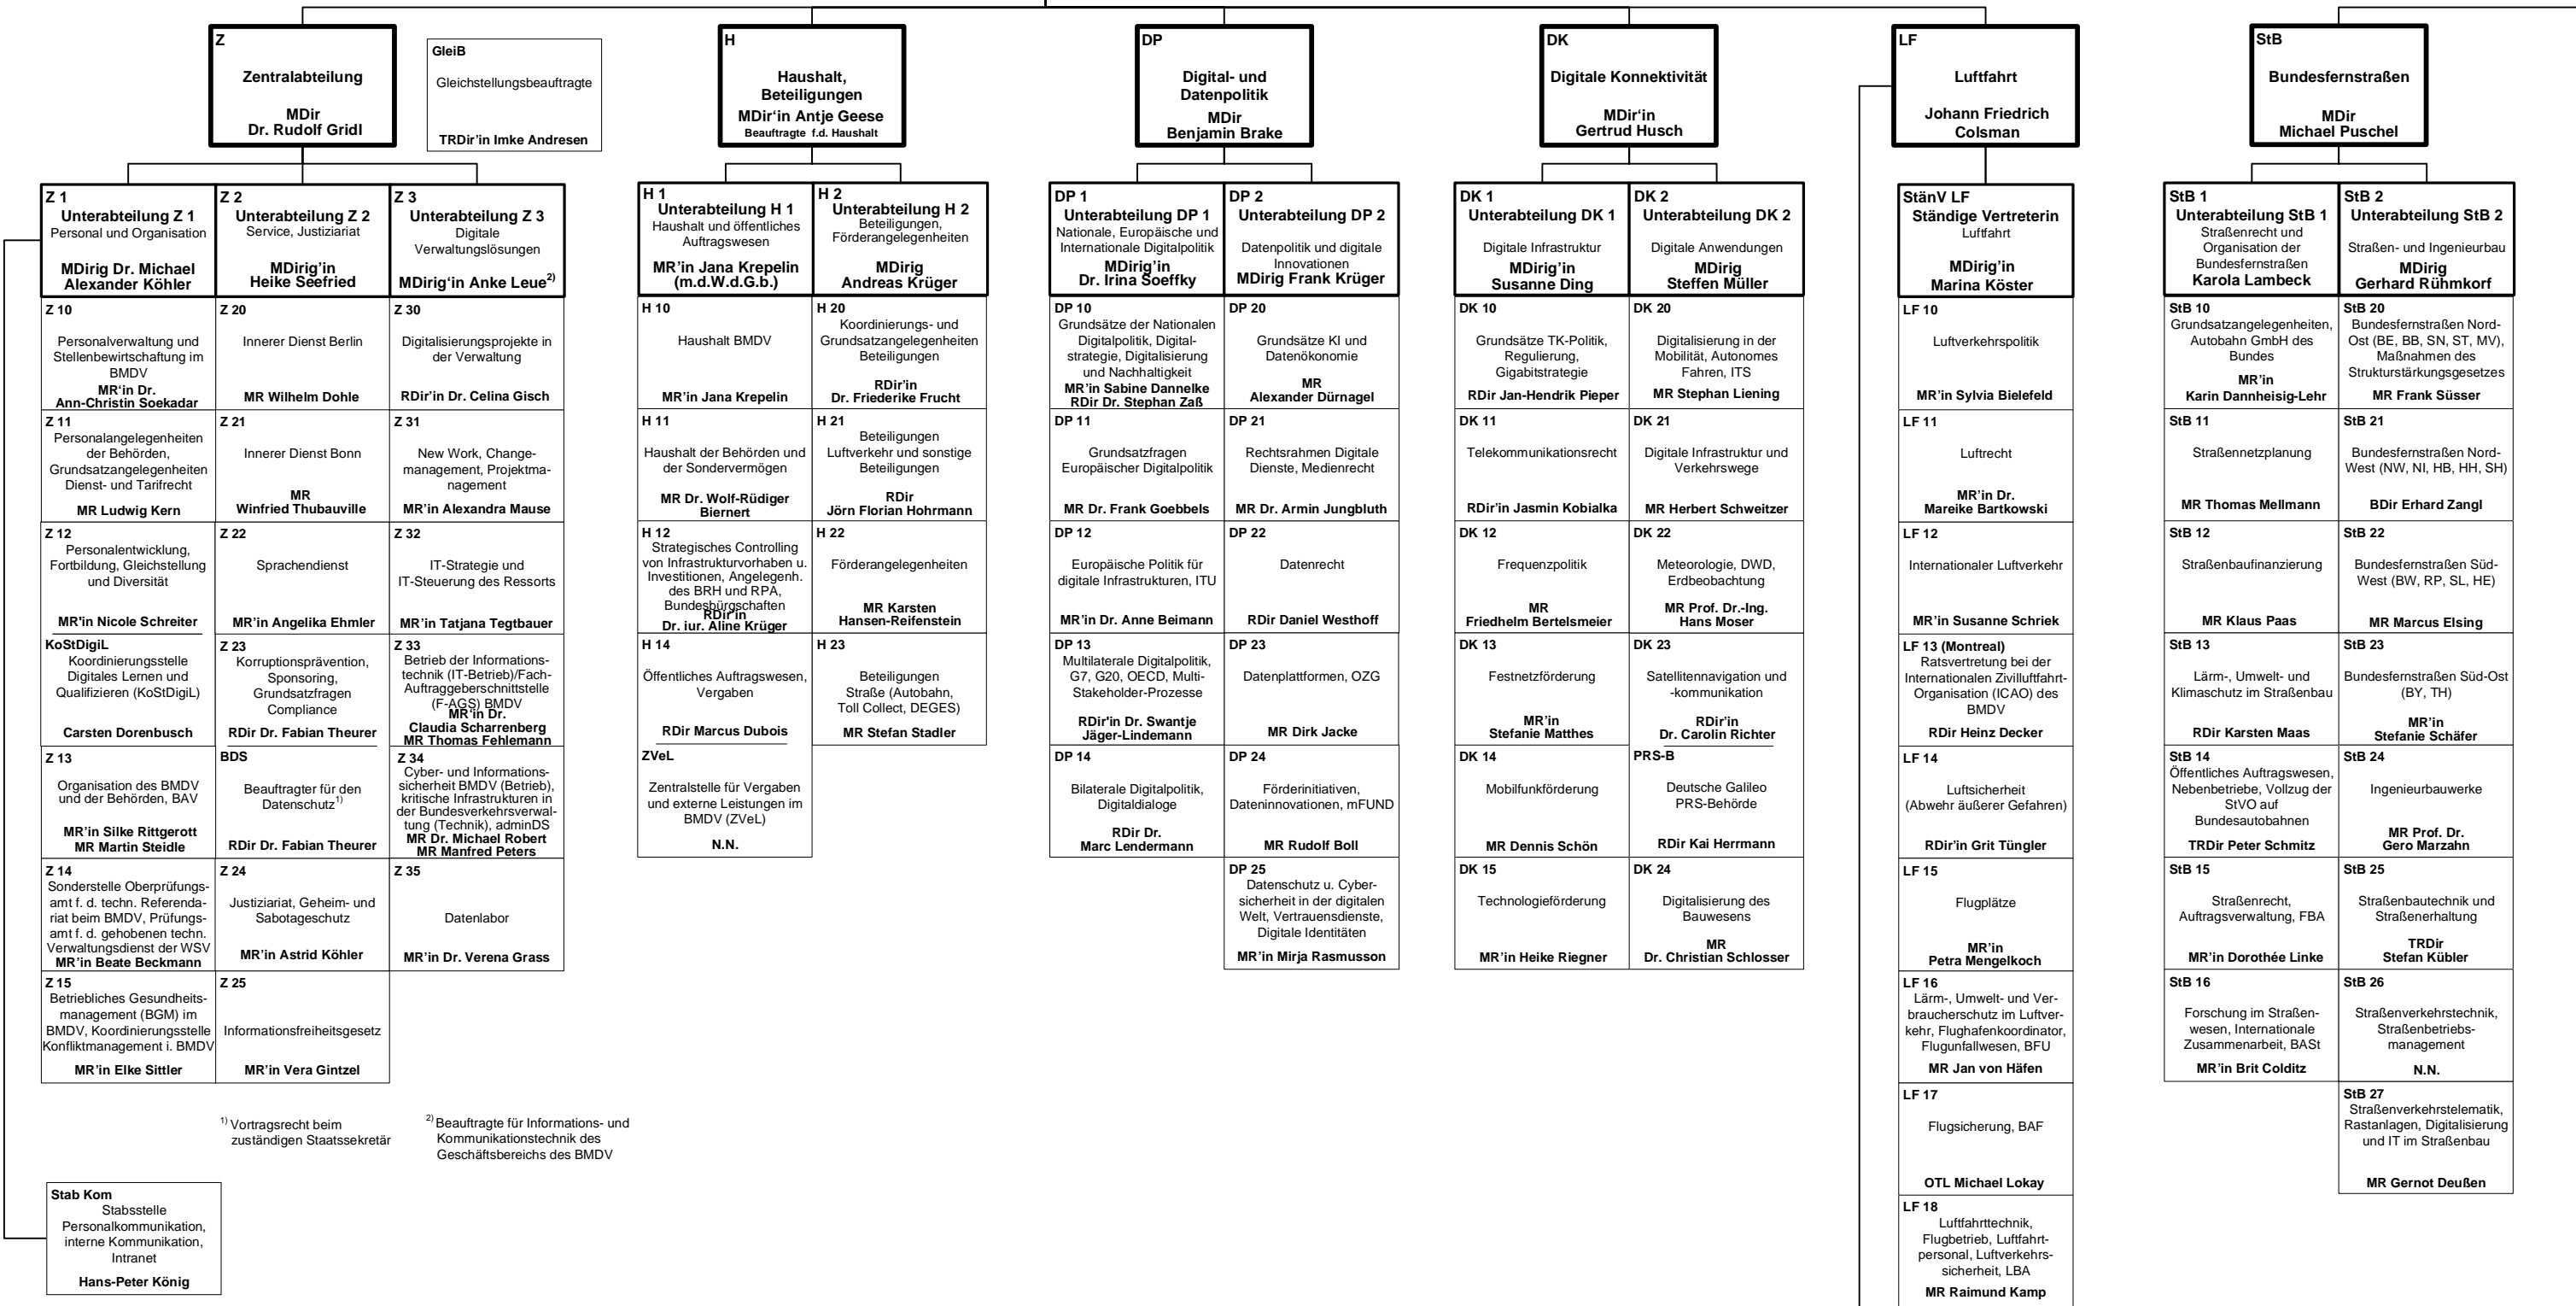 Z
Zentralabteilung
MDir
Dr. Rudolf Gridl
GleiB
Gleichstellungsbeauftragte
TRDir'in Imke Andresen
H
Haushalt,
Beteiligungen
MDir'in Antje Geese
Beauftragte f.d. Haushalt
DP
Digital- und
Datenpolitik
MDir
Benjamin Brake
DK
Digitale Konnektivität
MDir'in
Gertrud Husch
LF
Luftfahrt
Johann Friedrich
Colsman
StB
Bundesfernstraßen
MDir
Michael Puschel
Z 1
Unterabteilung Z 1
Personal und Organisation
MDirig Dr. Michael
Alexander Köhler
Z 10
Personalverwaltung und
Stellenbewirtschaftung im
BMDV
MR'in Dr.
Ann-Christin Soekadar
Z 11
Personalangelegenheiten
der Behörden,
Grundsatzangelegenheiten
Dienst- und Tarifrecht
MR Ludwig Kern
Z 12
Personalentwicklung,
Fortbildung, Gleichstellung
und Diversität
MR'in Nicole Schreiter
KoStDigiL
Koordinierungsstelle
Digitales Lernen und
Qualifizieren (KoStDigiL)
Carsten Dorenbusch
Z 13
Organisation des BMDV
und der Behörden, BAV
MR'in Silke Rittgerott
MR Martin Steidle
Z 14
Sonderstelle Oberprüfungs-
amt f. d. techn. Referenda-
riat beim BMDV, Prüfungs-
amt f. d. gehobenen techn.
Verwaltungsdienst der WSV
MR'in Beate Beckmann
Z 15
Betriebliches Gesundheits-
management (BGM) im
BMDV, Koordinierungsstelle
Konfliktmanagement i. BMDV
MR'in Elke Sittler
Z 2
Unterabteilung Z 2
Service, Justiziariat
MDirig'in
Heike Seefried
Z 20
Innerer Dienst Berlin
MR Wilhelm Dohle
Z 21
Innerer Dienst Bonn
MR
Winfried Thubauville
Z 22
Sprachendienst
MR'in Angelika Ehmler
Z 23
Korruptionsprävention,
Sponsoring,
Grundsatzfragen
Compliance
RDir Dr. Fabian Theurer
BDS
Beauftragter für den
Datenschutz1)
RDir Dr. Fabian Theurer
Z 24
Justiziariat, Geheim- und
Sabotageschutz
MR'in Astrid Köhler
Z 25
Informationsfreiheitsgesetz
MR'in Vera Gintzel
Z 3
Unterabteilung Z 3
Digitale
Verwaltungslösungen
MDirig'in Anke Leue2)
Z 30
Digitalisierungsprojekte in
der Verwaltung
RDir'in Dr. Celina Gisch
Z 31
New Work, Change-
management, Projektma-
nagement
MR'in Alexandra Mause
Z 32
IT-Strategie und
IT-Steuerung des Ressorts
MR'in Tatjana Tegtbauer
Z 33
Betrieb der Informations-
technik (IT-Betrieb)/Fach-
Auftraggeberschnittstelle
(F-AGS) BMDV
MR'in Dr.
Claudia Scharrenberg
MR Thomas Fehlemann
Z 34
Cyber- und Informations-
sicherheit BMDV (Betrieb),
kritische Infrastrukturen in
der Bundesverkehrsverwal-
tung (Technik), adminDS
MR Dr. Michael Robert
MR Manfred Peters
Z 35
Datenlabor
MR'in Dr. Verena Grass
1) Vortragsrecht beim
zuständigen Staatssekretär
2) Beauftragte für Informations- und
Kommunikationstechnik des
Geschäftsbereichs des BMDV
Stab Kom
Stabsstelle
Personalkommunikation,
interne Kommunikation,
Intranet
Hans-Peter König
H 1
Unterabteilung H 1
Haushalt und öffentliches
Auftragswesen
MR'in Jana Krepelin
(m.d.W.d.G.b.)
H 10
Haushalt BMDV
MR'in Jana Krepelin
H 11
Haushalt der Behörden und
der Sondervermögen
MR Dr. Wolf-Rüdiger
Biernert
H 12
Strategisches Controlling
von Infrastrukturvorhaben u.
Investitionen, Angelegenh.
des BRH und RPA,
Bundesbürgschaften
RDir'in
Dr. iur. Aline Krüger
H 14
Öffentliches Auftragswesen,
Vergaben
RDir Marcus Dubois
ZVeL
Zentralstelle für Vergaben
und externe Leistungen im
BMDV (ZVeL)
N.N.
H 2
Unterabteilung H 2
Beteiligungen,
Förderangelegenheiten
MDirig
Andreas Krüger
H 20
Koordinierungs- und
Grundsatzangelegenheiten
Beteiligungen
RDir'in
Dr. Friederike Frucht
H 21
Beteiligungen
Luftverkehr und sonstige
Beteiligungen
RDir
Jörn Florian Hohrmann
H 22
Förderangelegenheiten
MR Karsten
Hansen-Reifenstein
H 23
Beteiligungen
Straße (Autobahn,
Toll Collect, DEGES)
MR Stefan Stadler
DP 1
Unterabteilung DP 1
Nationale, Europäische und
Internationale Digitalpolitik
MDirig'in
Dr. Irina Soeffky
DP 10
Grundsätze der Nationalen
Digitalpolitik, Digital-
strategie, Digitalisierung
und Nachhaltigkeit
MR'in Sabine Dannelke
RDir Dr. Stephan Zaß
DP 11
Grundsatzfragen
Europäischer Digitalpolitik
MR Dr. Frank Goebbels
DP 12
Europäische Politik für
digitale Infrastrukturen, ITU
MR'in Dr. Anne Beimann
DP 13
Multilaterale Digitalpolitik,
G7, G20, OECD, Multi-
Stakeholder-Prozesse
RDir'in Dr. Swantje
Jäger-Lindemann
DP 14
Bilaterale Digitalpolitik,
Digitaldialoge
RDir Dr.
Marc Lendermann
DP 2
Unterabteilung DP 2
Datenpolitik und digitale
Innovationen
MDirig Frank Krüger
DP 20
Grundsätze KI und
Datenökonomie
MR
Alexander Dürnagel
DP 21
Rechtsrahmen Digitale
Dienste, Medienrecht
MR Dr. Armin Jungbluth
DP 22
Datenrecht
RDir Daniel Westhoff
DP 23
Datenplattformen, OZG
MR Dirk Jacke
DP 24
Förderinitiativen,
Dateninnovationen, mFUND
MR Rudolf Boll
DP 25
Datenschutz u. Cyber-
sicherheit in der digitalen
Welt, Vertrauensdienste,
Digitale Identitäten
MR'in Mirja Rasmusson
DK 1
Unterabteilung DK 1
Digitale Infrastruktur
MDirig'in
Susanne Ding
DK 10
Grundsätze TK-Politik,
Regulierung,
Gigabitstrategie
RDir Jan-Hendrik Pieper
DK 11
Telekommunikationsrecht
RDir'in Jasmin Kobialka
DK 12
Frequenzpolitik
MR
Friedhelm Bertelsmeier
DK 13
Festnetzförderung
MR'in
Stefanie Matthes
DK 14
Mobilfunkförderung
MR Dennis Schön
DK 15
Technologieförderung
MR'in Heike Riegner
DK 2
Unterabteilung DK 2
Digitale Anwendungen
MDirig
Steffen Müller
DK 20
Digitalisierung in der
Mobilität, Autonomes
Fahren, ITS
MR Stephan Liening
DK 21
Digitale Infrastruktur und
Verkehrswege
MR Herbert Schweitzer
DK 22
Meteorologie, DWD,
Erdbeobachtung
MR Prof. Dr.-Ing.
Hans Moser
DK 23
Satellitennavigation und
-kommunikation
RDir'in
Dr. Carolin Richter
PRS-B
Deutsche Galileo
PRS-Behörde
RDir Kai Herrmann
DK 24
Digitalisierung des
Bauwesens
MR
Dr. Christian Schlosser
StänV LF
Ständige Vertreterin
Luftfahrt
MDirig'in
Marina Köster
LF 10
Luftverkehrspolitik
MR'in Sylvia Bielefeld
LF 11
Luftrecht
MR'in Dr.
Mareike Bartkowski
LF 12
Internationaler Luftverkehr
MR'in Susanne Schriek
LF 13 (Montreal)
Ratsvertretung bei der
Internationalen Zivilluftfahrt-
Organisation (ICAO) des
BMDV
RDir Heinz Decker
LF 14
Luftsicherheit
(Abwehr äußerer Gefahren)
RDir'in Grit Tüngler
LF 15
Flugplätze
MR'in
Petra Mengelkoch
LF 16
Lärm-, Umwelt- und Ver-
braucherschutz im Luftver-
kehr, Flughafenkoordinator,
Flugunfallwesen, BFU
MR Jan von Häfen
LF 17
Flugsicherung, BAF
OTL Michael Lokay
LF 18
Luftfahrttechnik,
Flugbetrieb, Luftfahrt-
personal, Luftverkehrs-
sicherheit, LBA
MR Raimund Kamp
StB 1
Unterabteilung StB 1
Straßenrecht und
Organisation der
Bundesfernstraßen
Karola Lambeck
StB 10
Grundsatzangelegenheiten,
Autobahn GmbH des
Bundes
MR'in
Karin Dannheisig-Lehr
StB 11
Straßennetzplanung
MR Thomas Mellmann
StB 12
Straßenbaufinanzierung
MR Klaus Paas
StB 13
Lärm-, Umwelt- und
Klimaschutz im Straßenbau
RDir Karsten Maas
StB 14
Öffentliches Auftragswesen,
Nebenbetriebe, Vollzug der
StVO auf
Bundesautobahnen
TRDir Peter Schmitz
StB 15
Straßenrecht,
Auftragsverwaltung, FBA
MR'in Dorothée Linke
StB 16
Forschung im Straßen-
wesen, Internationale
Zusammenarbeit, BASt
MR'in Brit Colditz
StB 2
Unterabteilung StB 2
Straßen- und Ingenieurbau
MDirig
Gerhard Rühmkorf
StB 20
Bundesfernstraßen Nord-
Ost (BE, BB, SN, ST, MV),
Maßnahmen des
Strukturstärkungsgesetzes
MR Frank Süsser
StB 21
Bundesfernstraßen Nord-
West (NW, NI, HB, HH, SH)
BDir Erhard Zangl
StB 22
Bundesfernstraßen Süd-
West (BW, RP, SL, HE)
MR Marcus Elsing
StB 23
Bundesfernstraßen Süd-Ost
(BY, TH)
MR'in
Stefanie Schäfer
StB 24
Ingenieurbauwerke
MR Prof. Dr.
Gero Marzahn
StB 25
Straßenbautechnik und
Straßenerhaltung
TRDir
Stefan Kübler
StB 26
Straßenverkehrstechnik,
Straßenbetriebs-
management
N.N.
StB 27
Straßenverkehrstelematik,
Rastanlagen, Digitalisierung
und IT im Straßenbau
MR Gernot Deußen